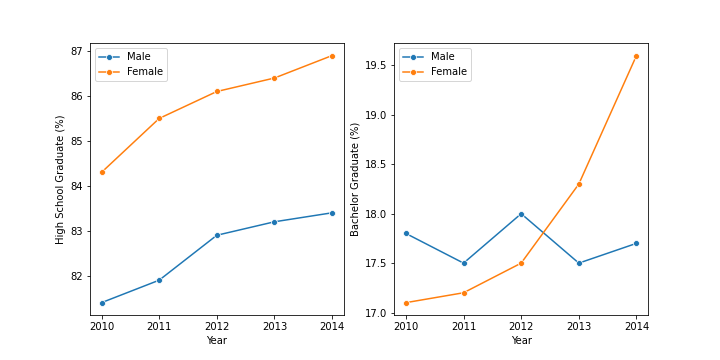 Male
Female
High School Graduate (%)
87
86
85
84
83
82
2010 2011 2012 2013 2014
Year
Male
Female
Bachelor Graduate (%)
19.5
19.0
18.5
18.0
17.5
17.0
2010 2011 2012 2013 2014
Year